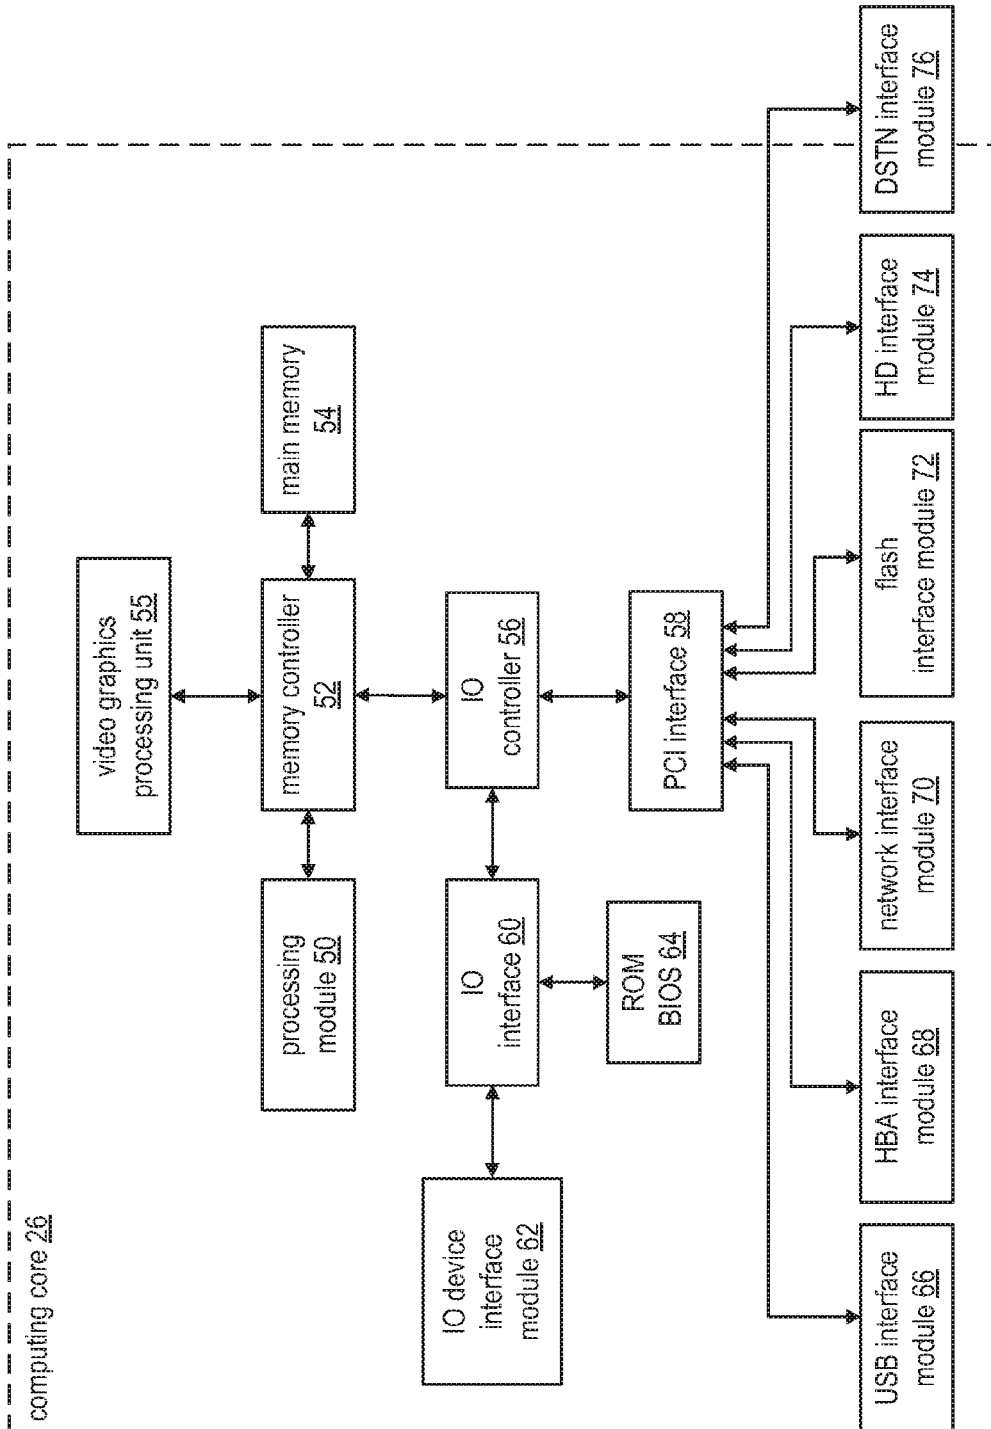 computing core 26
video graphics
processing unit 55
processing
module 50
memory controller
52
main memory
54
IO device
interface
module 62
IO
interface 60
IO
controller 56
ROM
BIOS 64
PCI interface 58
USB interface
module 66
HBA interface
module 68
network interface
module 70
flash
interface module 72
HD interface
module 74
DSTN interface
module 76